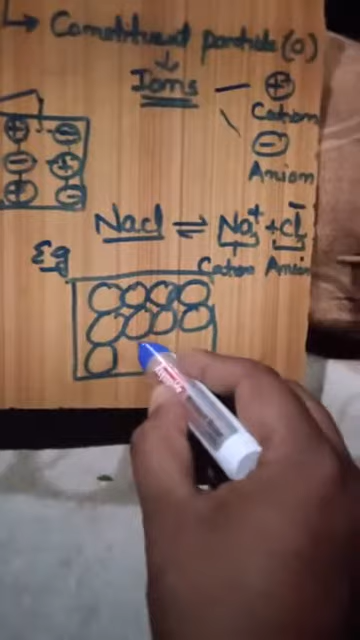 ↳ Constituent particle (O)
↓
Ions — ⊕
Cation
⊖
Anion
⊕ - - ⊖
⊖ ⊕
⊕ ⊖
NaCl ⇌ Na⁺ + Cl⁻
Cation Anion
Eg